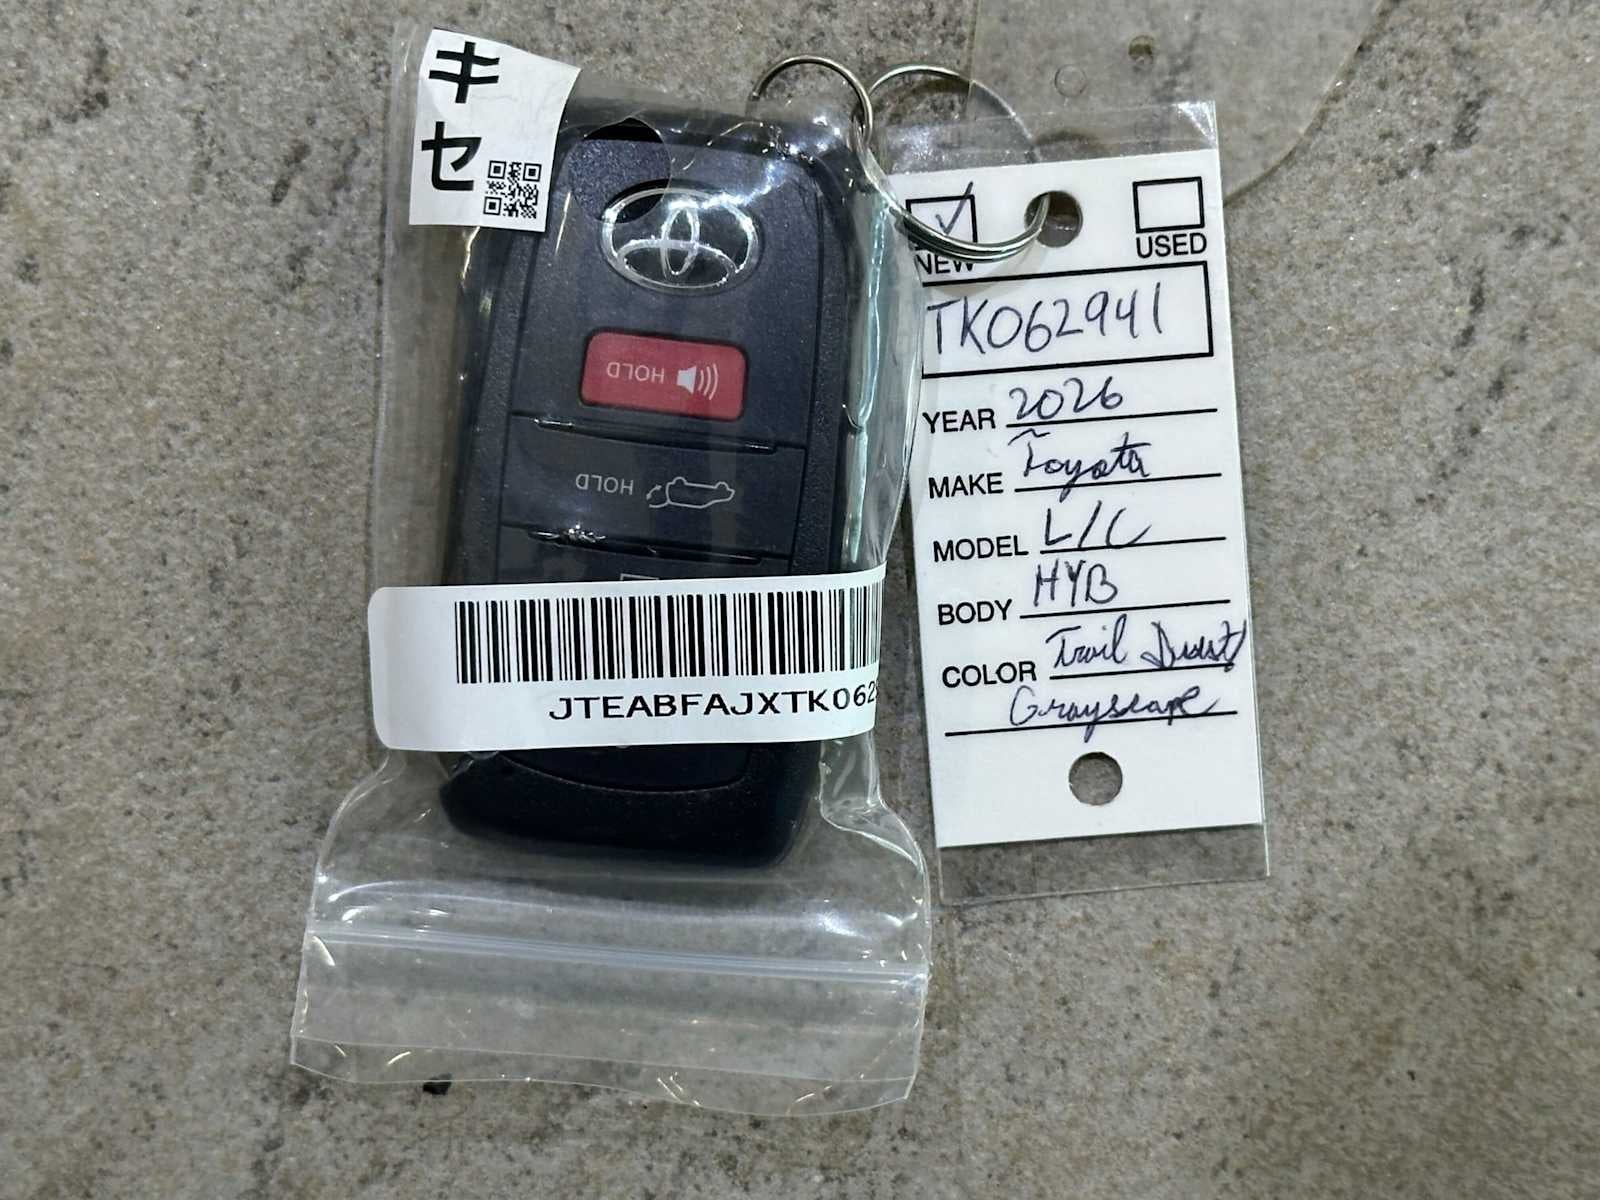 キセ
HOLD
HOLD
JTEABFAJXTK062
NEW
USED
TK062941
YEAR 2026
MAKE Toyota
MODEL L/C
BODY HYB
COLOR Trail Dust/
Grayscape